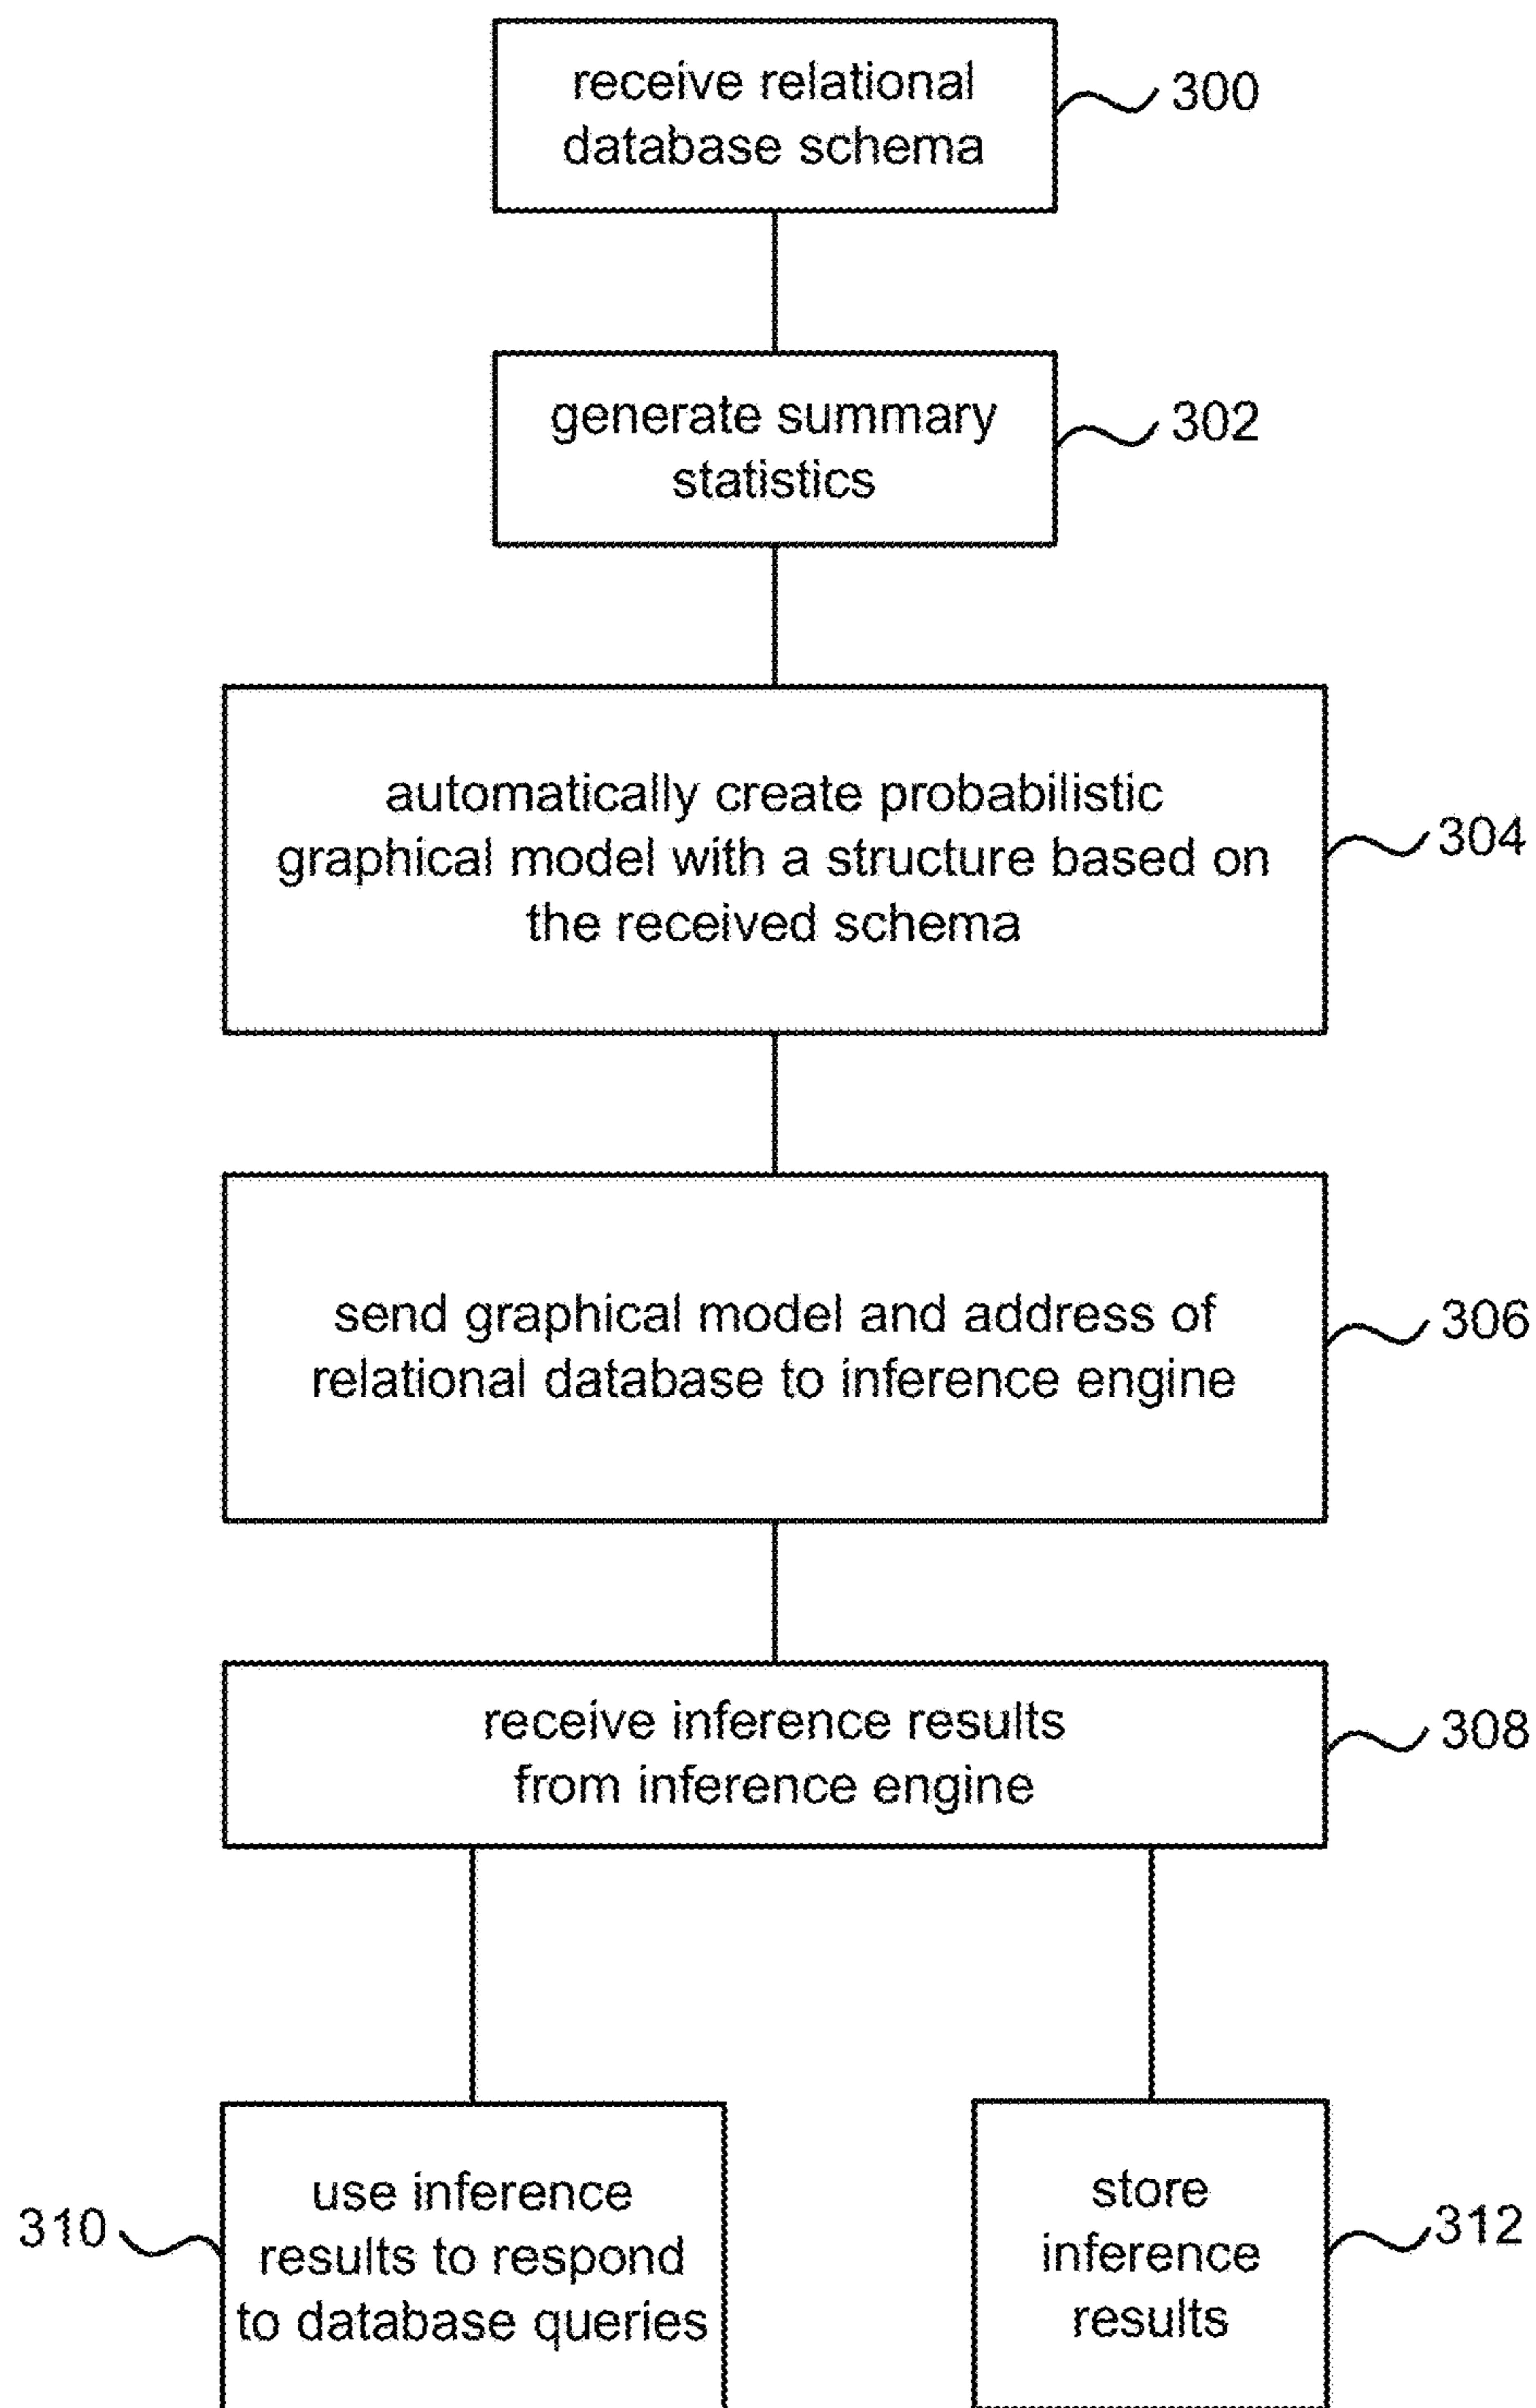 receive relational
database schema
300
generate summary
statistics
302
automatically create probabilistic
graphical model with a structure based on
the received schema
304
send graphical model and address of
relational database to inference engine
306
receive inference results
from inference engine
308
310
use inference
results to respond
to database queries
store
inference
results
312